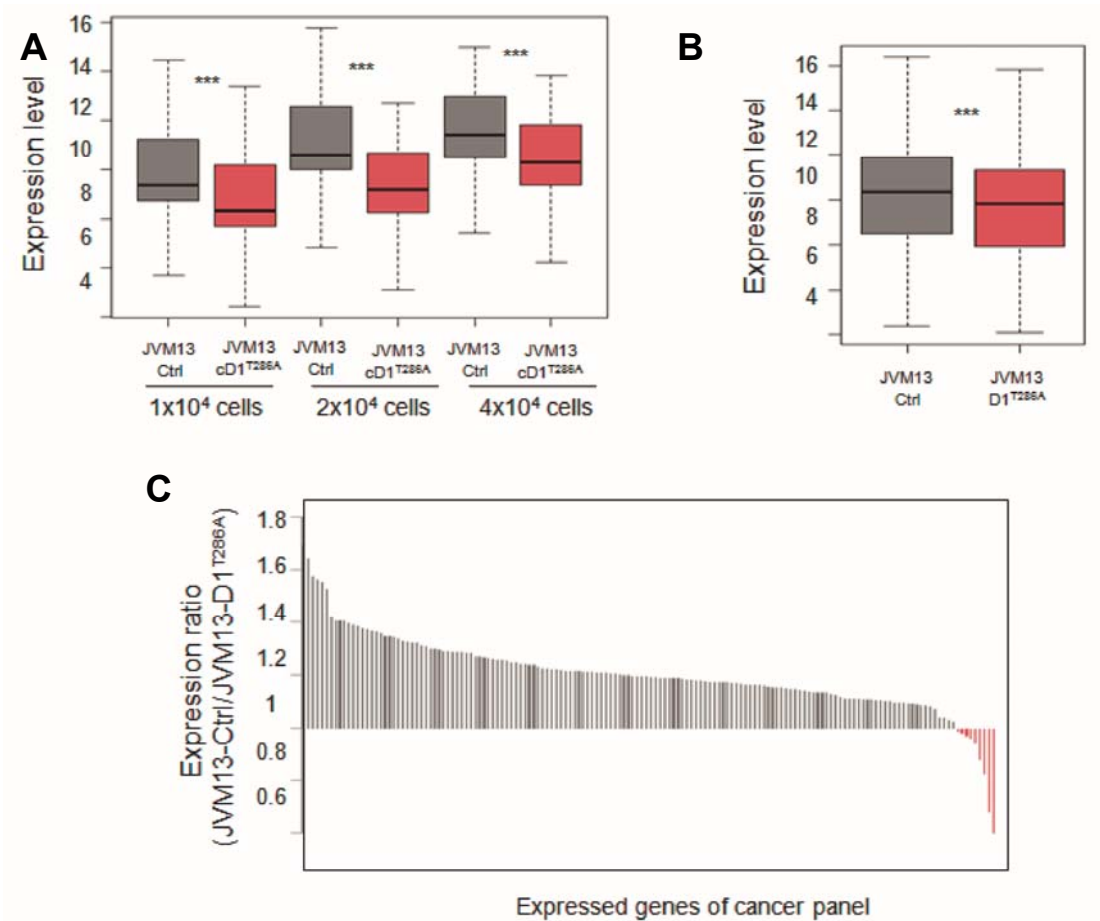 A
Expression level
16
14
12
10
8
6
4
***
***
***
JVM13 Ctrl
JVM13 cD1T286A
JVM13 Ctrl
JVM13 cD1T286A
JVM13 Ctrl
JVM13 cD1T286A
1x10⁴ cells
2x10⁴ cells
4x10⁴ cells
B
Expression level
16
14
12
10
8
6
4
***
JVM13 Ctrl
JVM13 D1T286A
C
Expression ratio
(JVM13-Ctrl/JVM13-D1T286A)
1.8
1.6
1.4
1.2
1
0.8
0.6
Expressed genes of cancer panel